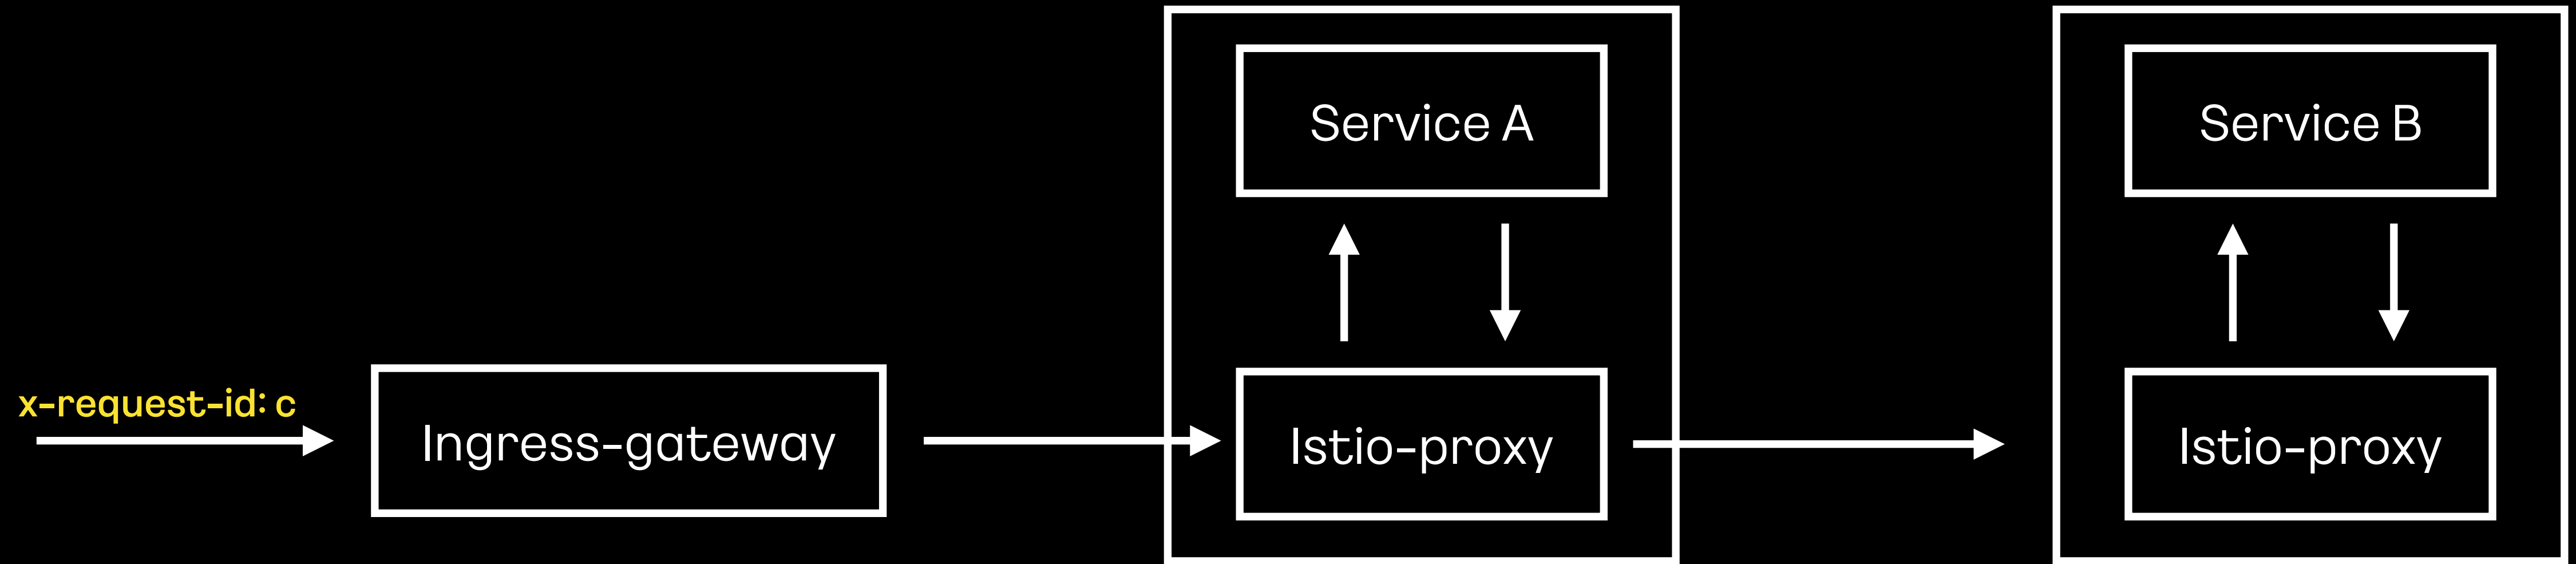 Service A
Service B
x-request-id: c
Ingress-gateway
Istio-proxy
Istio-proxy